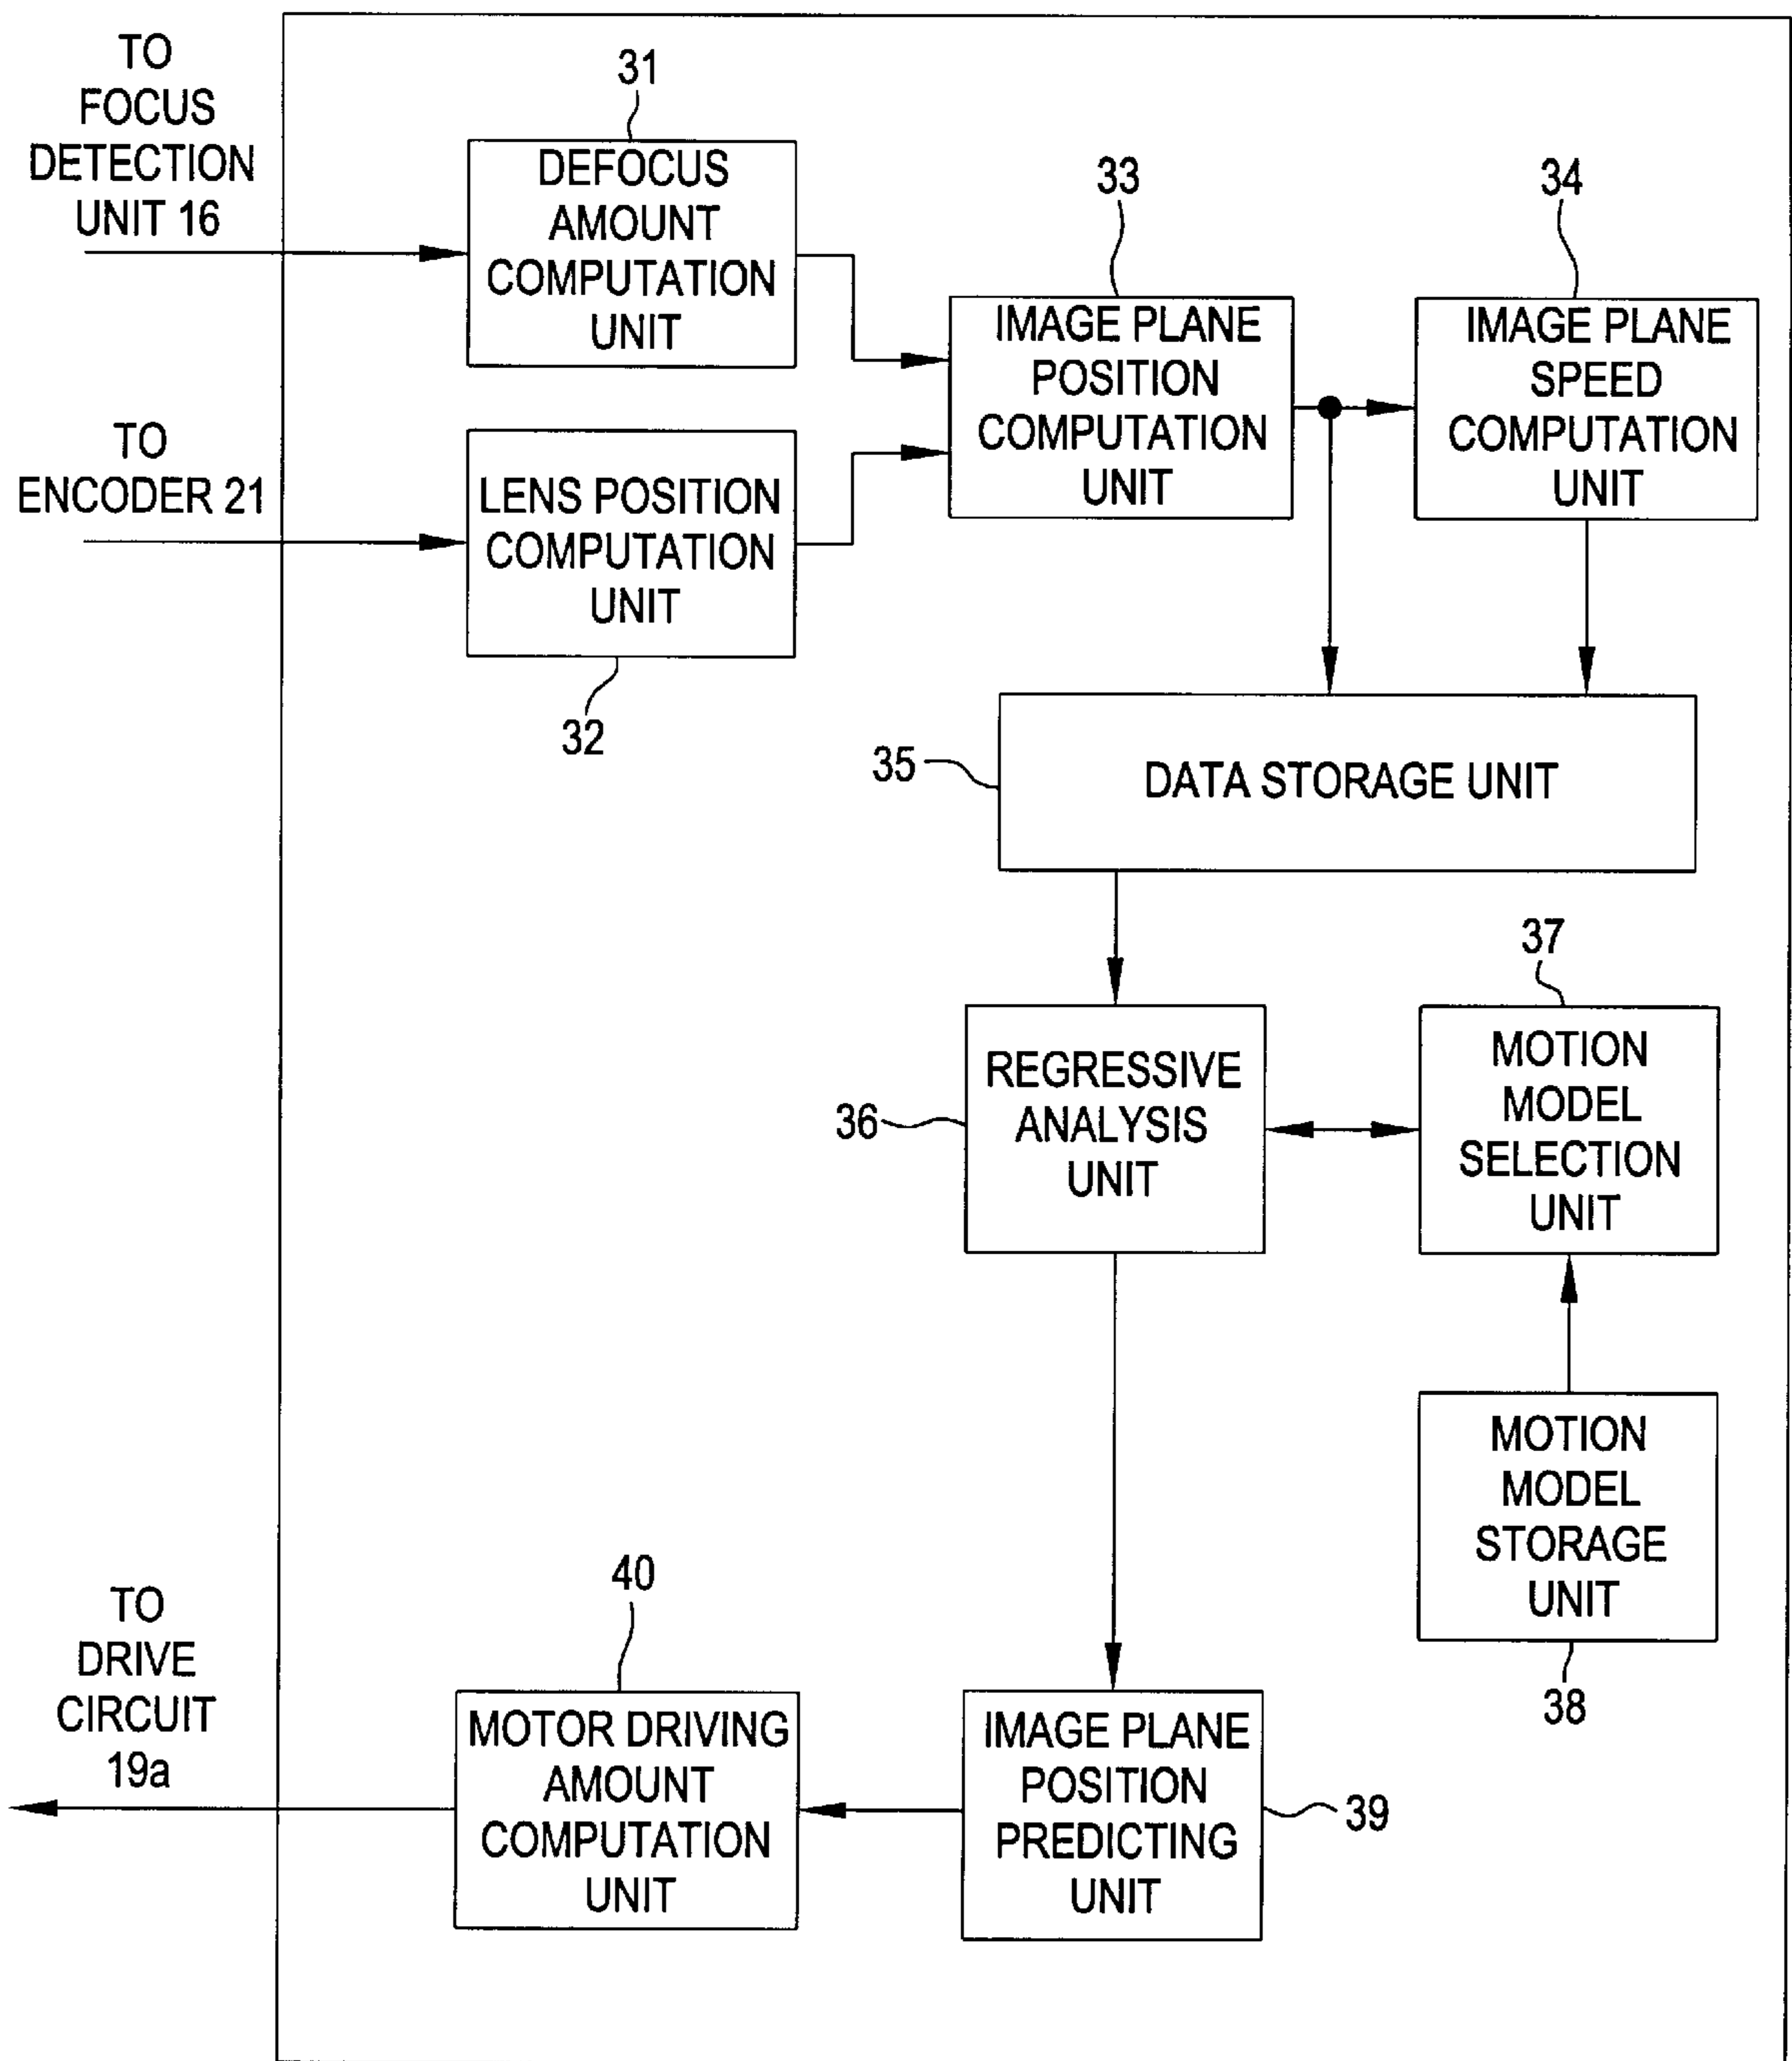 TO
FOCUS
DETECTION
UNIT 16
31
DEFOCUS
AMOUNT
COMPUTATION
UNIT
33
IMAGE PLANE
POSITION
COMPUTATION
UNIT
34
IMAGE PLANE
SPEED
COMPUTATION
UNIT
TO
ENCODER 21
LENS POSITION
COMPUTATION
UNIT
32
35
DATA STORAGE UNIT
36
REGRESSIVE
ANALYSIS
UNIT
37
MOTION
MODEL
SELECTION
UNIT
MOTION
MODEL
STORAGE
UNIT
38
TO
DRIVE
CIRCUIT
19a
40
MOTOR DRIVING
AMOUNT
COMPUTATION
UNIT
IMAGE PLANE
POSITION
PREDICTING
UNIT
39